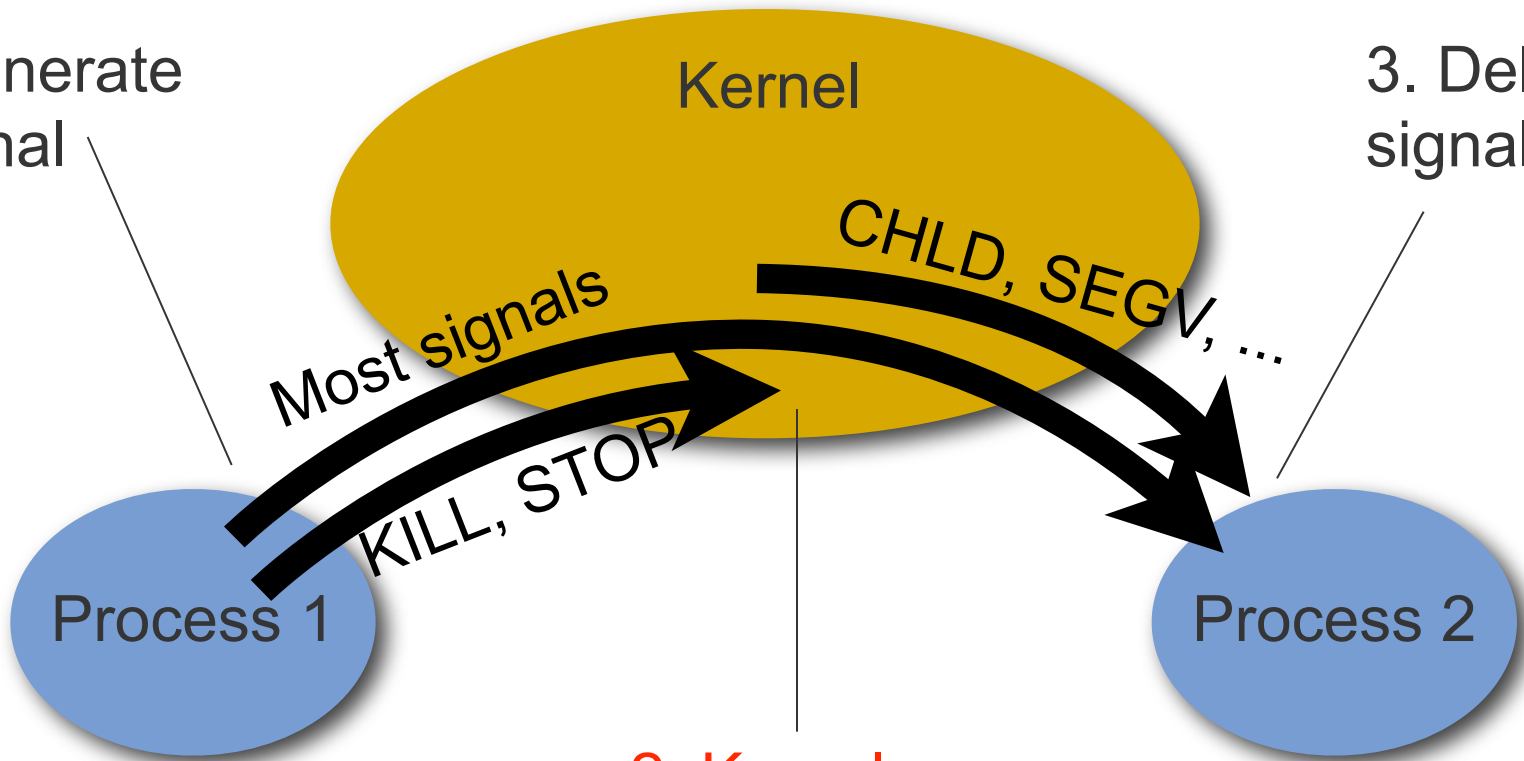 nerate
nal
Kernel
3. Del
signal
CHLD, SEGV, ...
Most signals
KILL, STOP
Process 1
Process 2